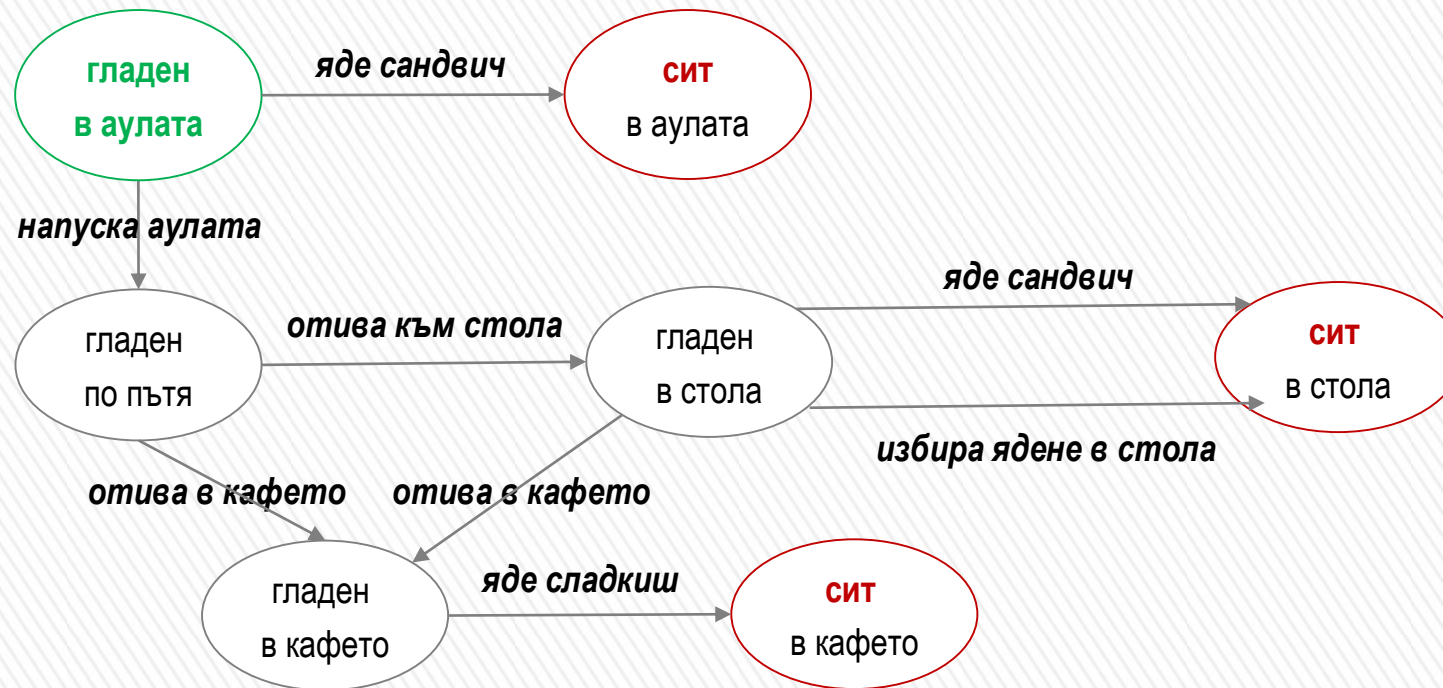 гладен
в аулата
яде сандвич
сит
в аулата
напуска аулата
гладен
по пътя
отива към стола
гладен
в стола
яде сандвич
сит
в стола
избира ядене в стола
отива в кафето
отива в кафето
гладен
в кафето
яде сладкиш
сит
в кафето